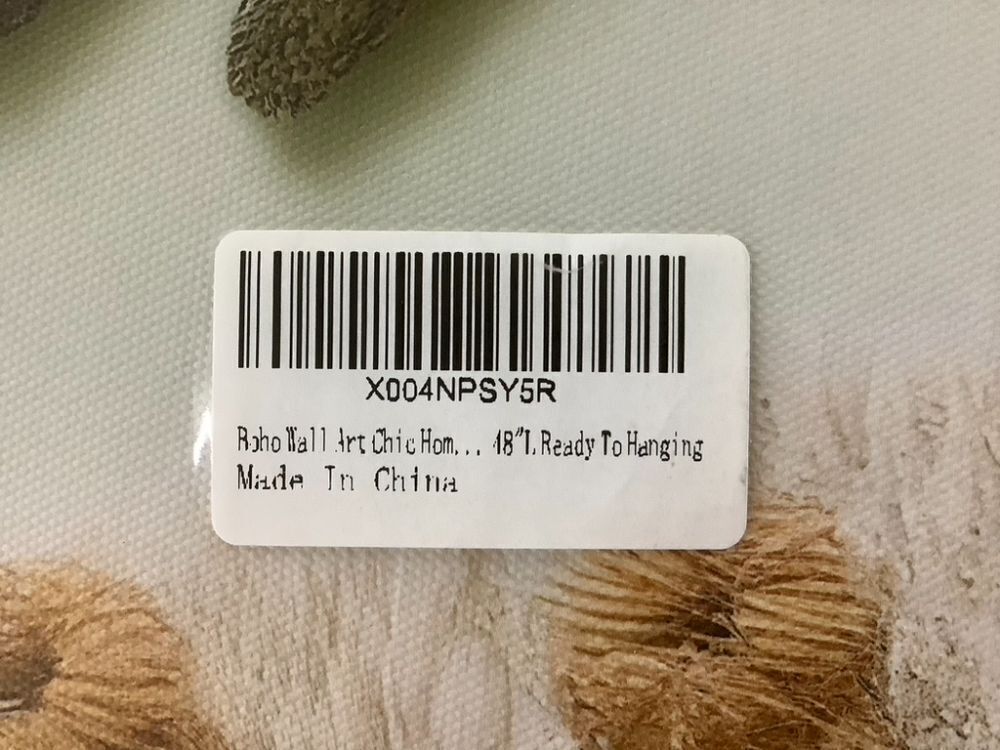 X004NPSY5R
Boho Wall Art Chic Hom... 48"L Ready To Hanging
Made In China